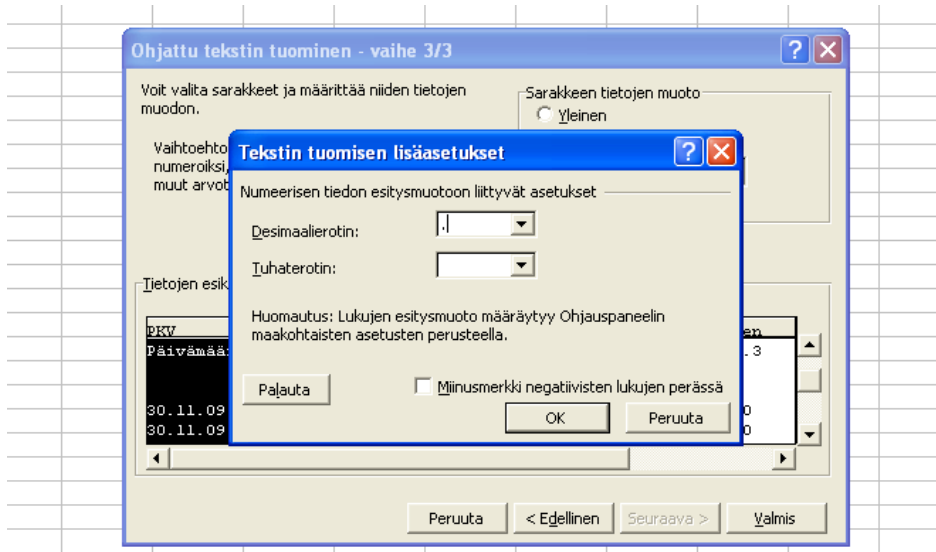 Ohjattu tekstin tuominen - vaihe 3/3
Voit valita sarakkeet ja määrittää niiden tietojen
muodon.
Sarakkeen tietojen muoto
Yleinen
Vaihtoehto
numeroiksi,
muut arvot
Tekstin tuomisen lisäasetukset
Numeerisen tiedon esitysmuotoon liittyvät asetukset
Desimaalierotin: .
Tuhaterotin:
Huomautus: Lukujen esitysmuoto määräytyy Ohjauspaneelin
maakohtaisten asetusten perusteella.
Palauta
Miinusmerkki negatiivisten lukujen perässä
OK Peruuta
Tietojen esik
PKV en
Päivämää .3
30.11.09 0
30.11.09 0
Peruuta < Edellinen Seuraava > Valmis